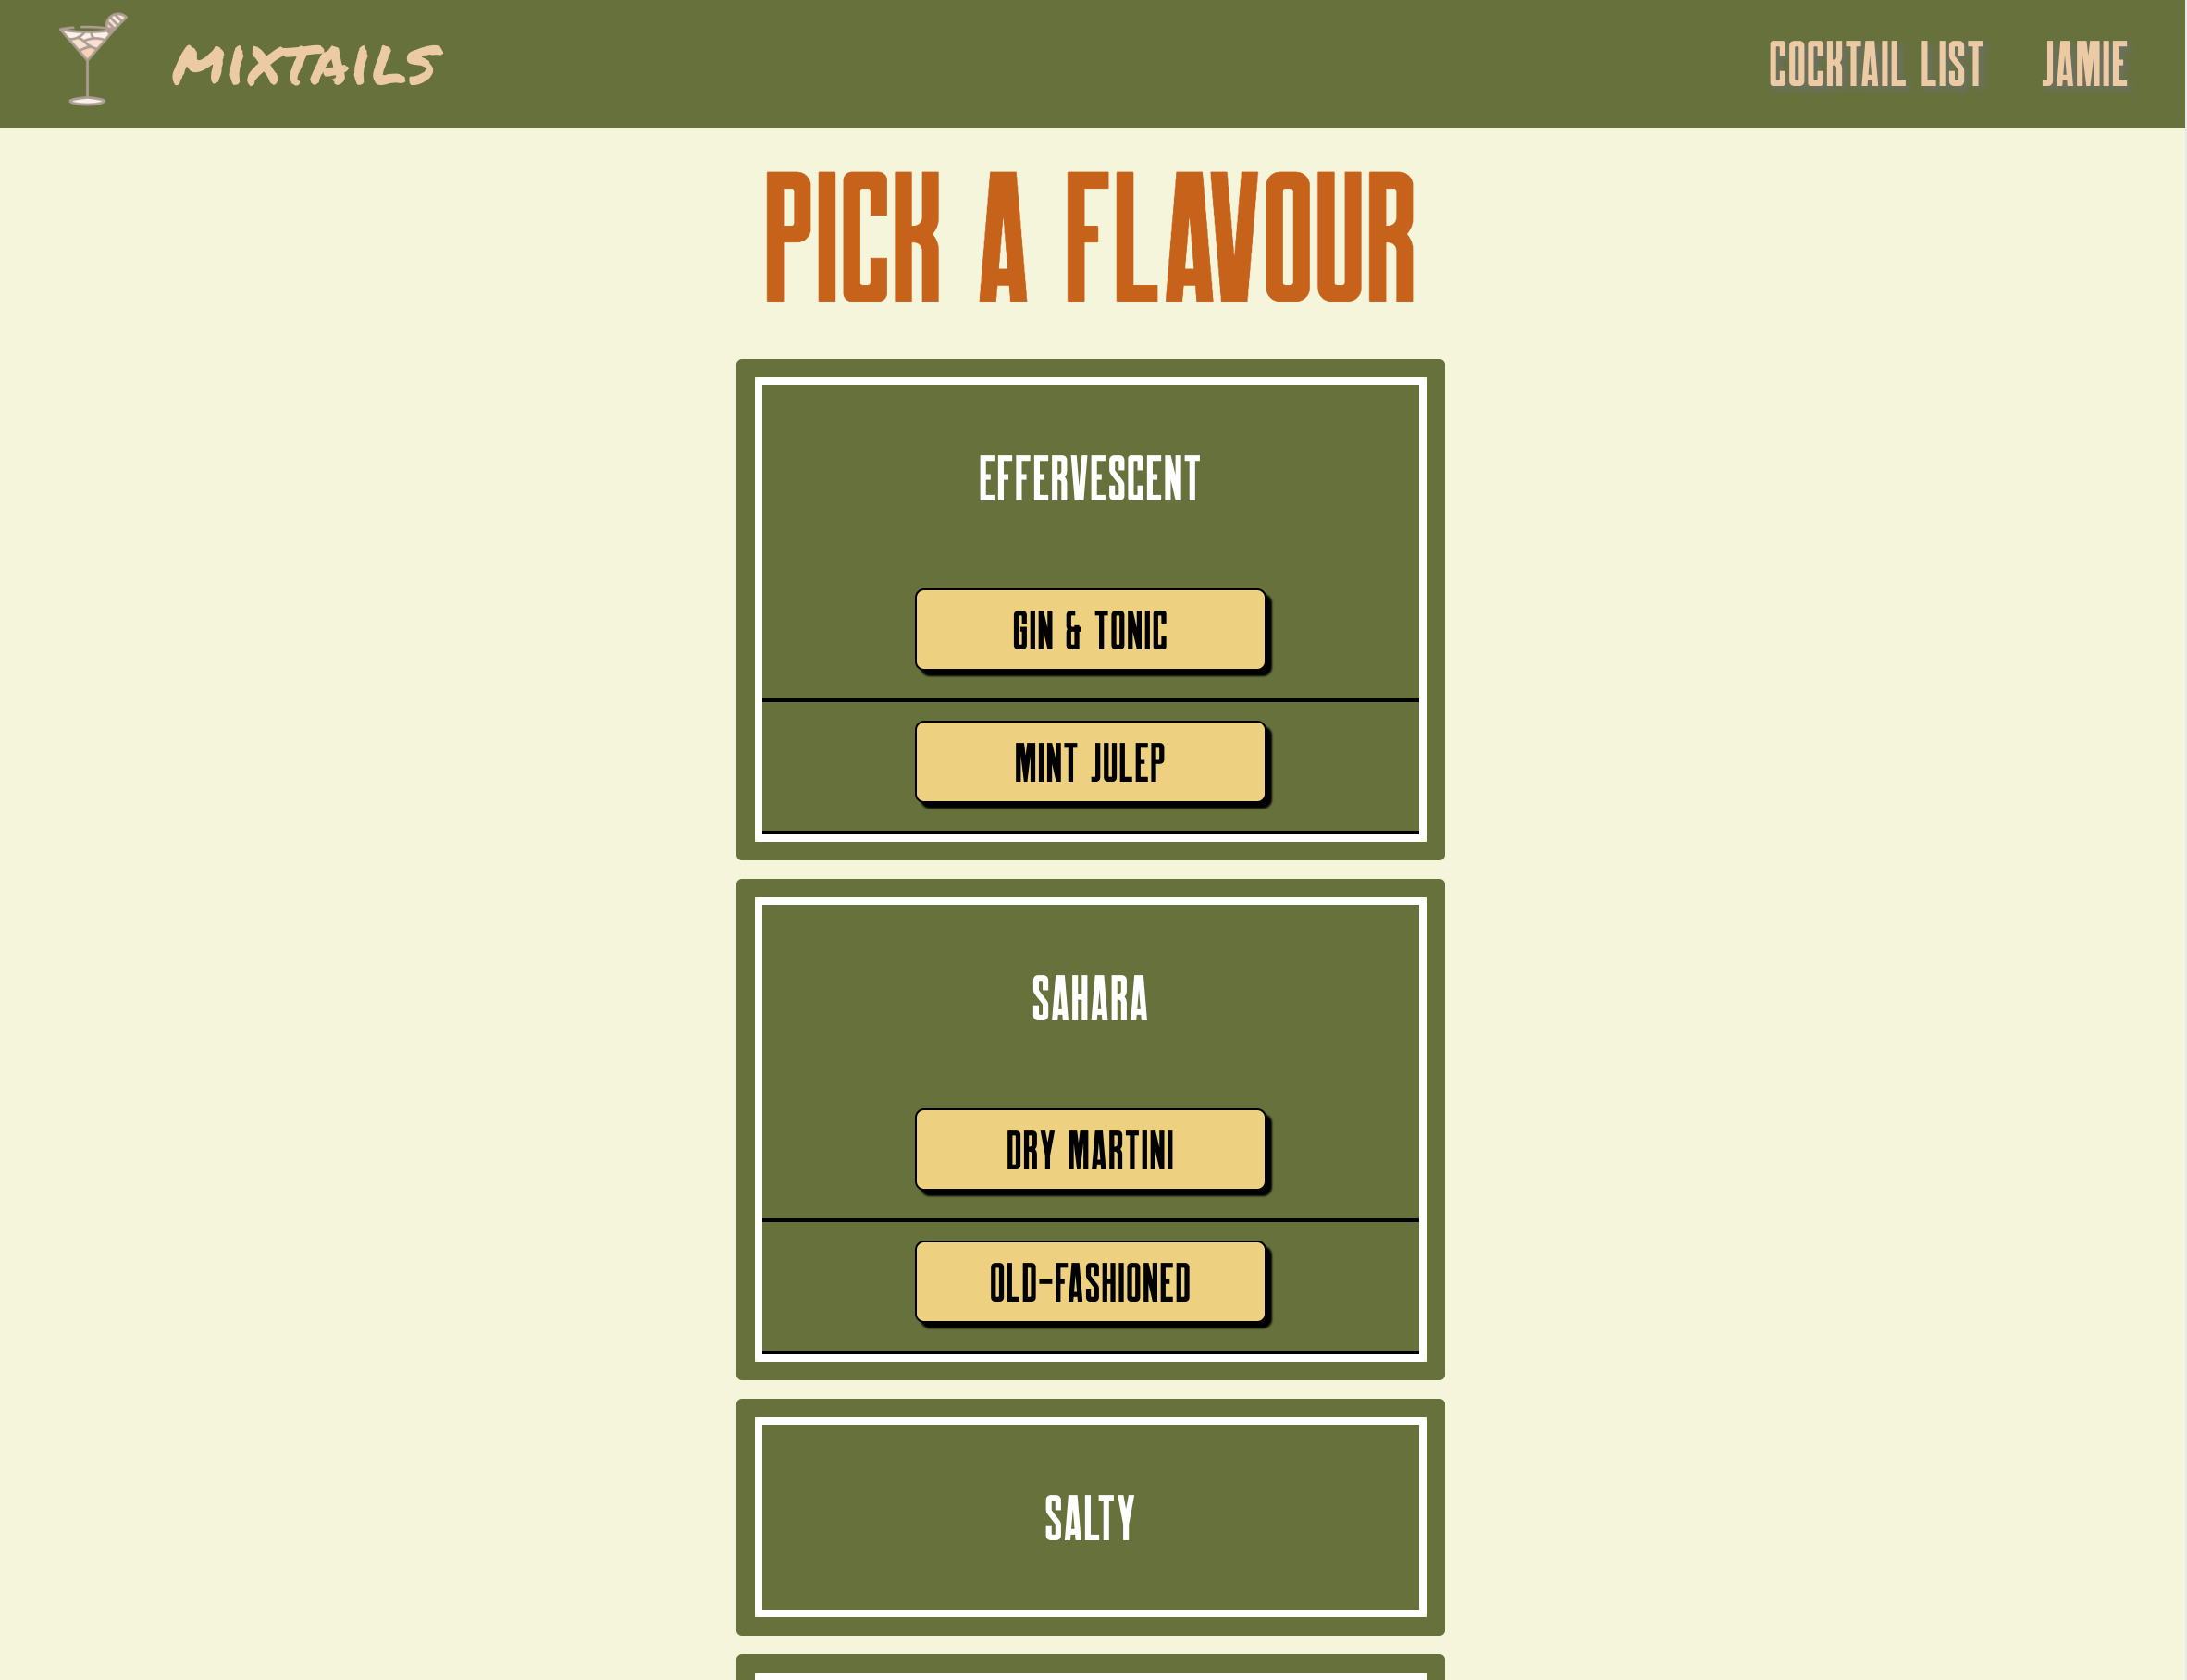 MIXTAILS
COCKTAIL LIST
JAMIE
PICK A FLAVOUR
EFFERVESCENT
GIN & TONIC
MINT JULEP
SAHARA
DRY MARTINI
OLD-FASHIONED
SALTY